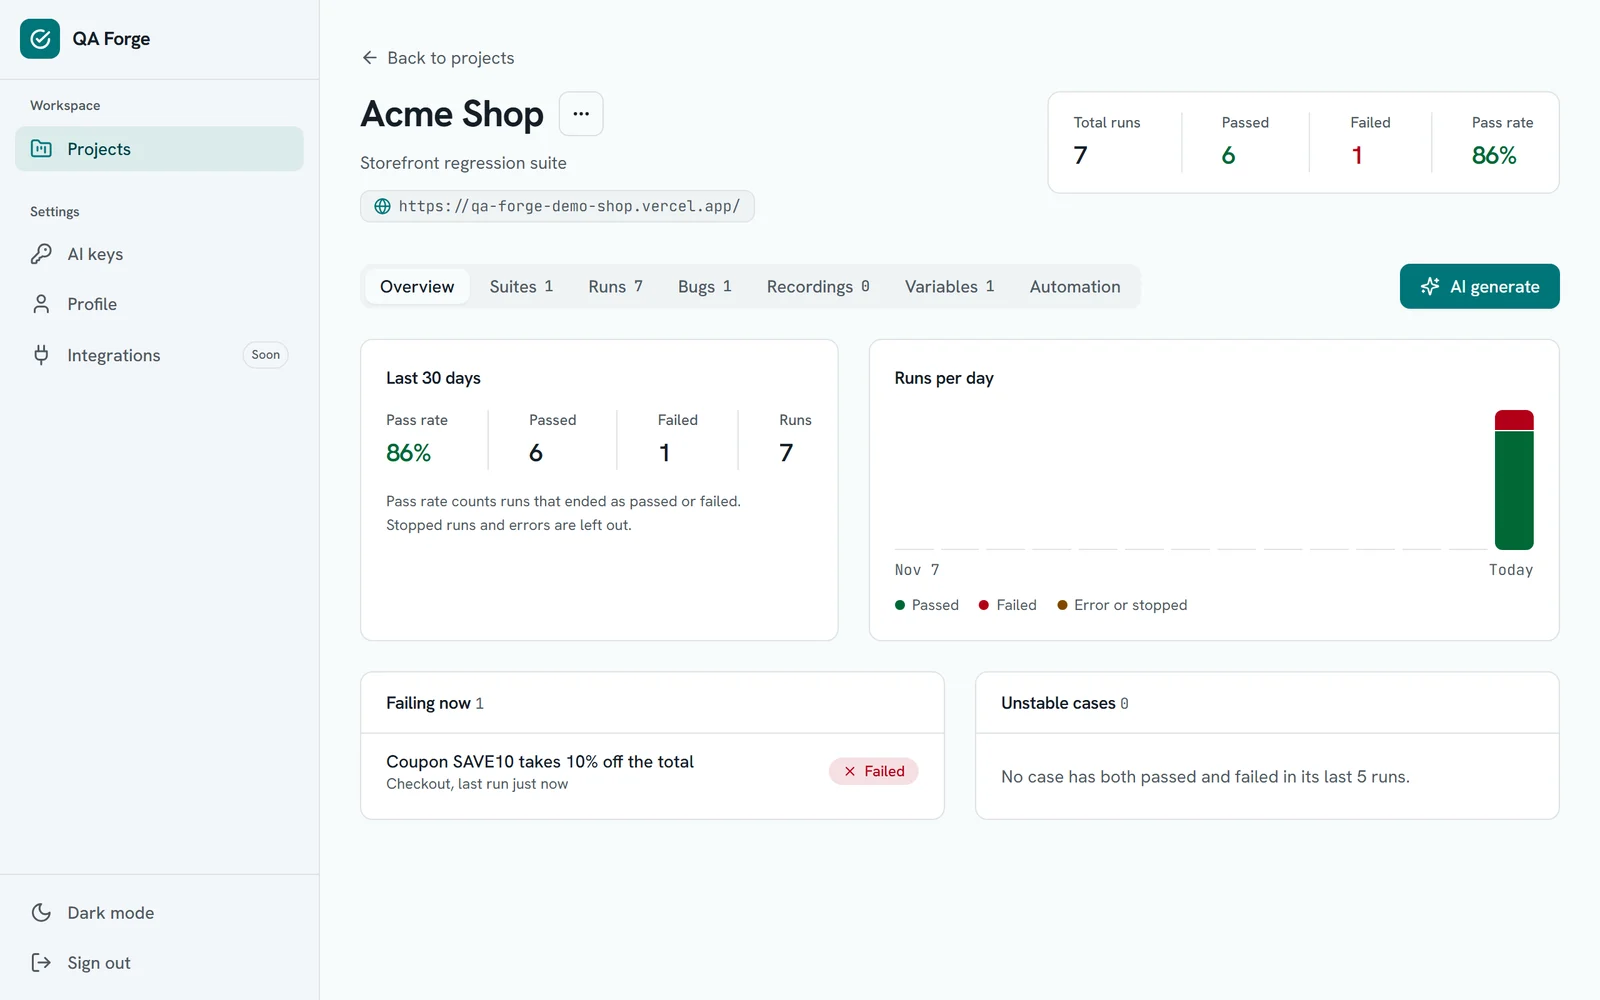 QA Forge
Workspace
Projects
Settings
AI keys
Profile
Integrations Soon
Dark mode
Sign out
Back to projects
Acme Shop ...
Storefront regression suite
https://qa-forge-demo-shop.vercel.app/
Total runs Passed Failed Pass rate
7 6 1 86%
Overview Suites 1 Runs 7 Bugs 1 Recordings 0 Variables 1 Automation
AI generate
Last 30 days
Pass rate Passed Failed Runs
86% 6 1 7
Pass rate counts runs that ended as passed or failed.
Stopped runs and errors are left out.
Runs per day
Nov 7 Today
Passed Failed Error or stopped
Failing now 1
Coupon SAVE10 takes 10% off the total
Checkout, last run just now
Failed
Unstable cases 0
No case has both passed and failed in its last 5 runs.